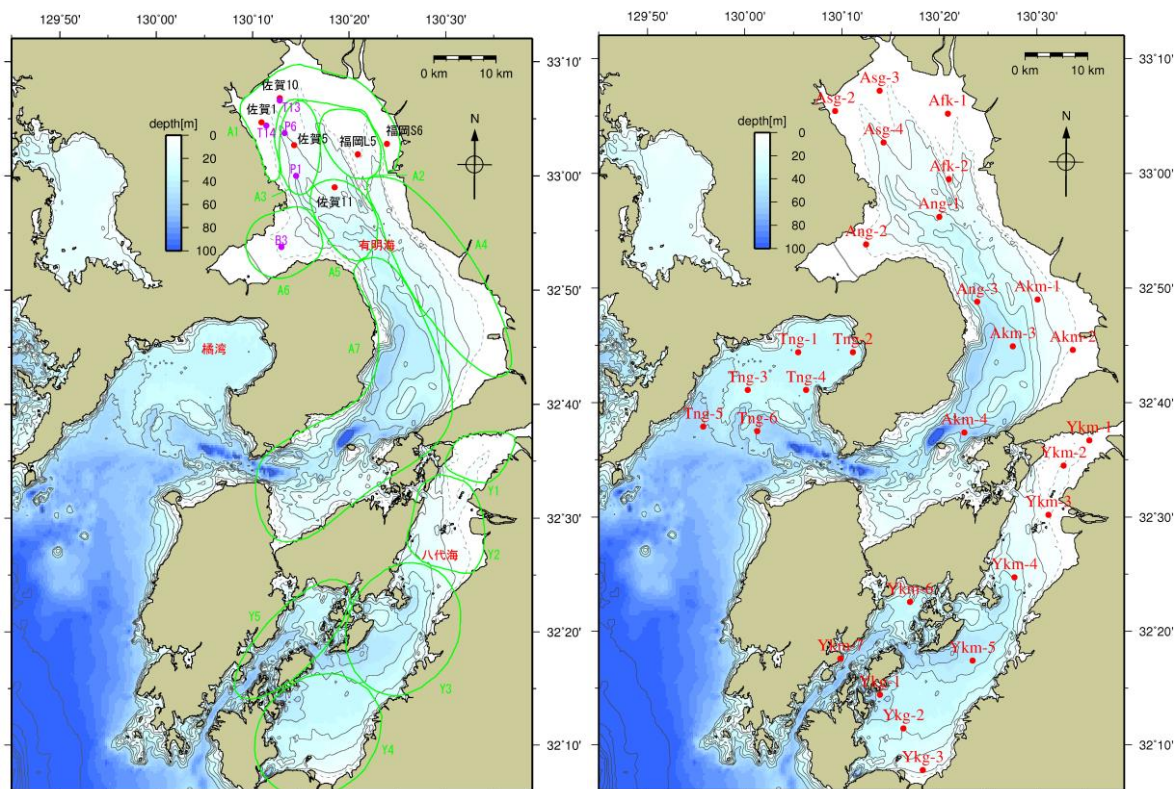 129°50' 130°00' 130°10' 130°20' 130°30'
0 km 10 km
33°10'
33°00'
32°50'
32°40'
32°30'
32°20'
32°10'
depth[m]
0
20
40
60
80
100
N
佐賀10
T13
佐賀1
T14
P6
A1
佐賀5
福岡L5
福岡S6
P1
A2
A3
佐賀11
有明海
A4
B3
A5
A6
橘湾
A7
Y1
Y2
八代海
Y5
Y3
Y4
129°50' 130°00' 130°10' 130°20' 130°30'
0 km 10 km
33°10'
33°00'
32°50'
32°40'
32°30'
32°20'
32°10'
depth[m]
0
20
40
60
80
100
N
Asg-3
Asg-2
Afk-1
Asg-4
Afk-2
Ang-1
Ang-2
Ang-3
Akm-1
Akm-3
Akm-2
Tng-1
Tng-2
Tng-3
Tng-4
Tng-5
Tng-6
Akm-4
Ykm-1
Ykm-2
Ykm-3
Ykm-4
Ykm-6
Ykm-7
Ykm-5
Ykg-1
Ykg-2
Ykg-3